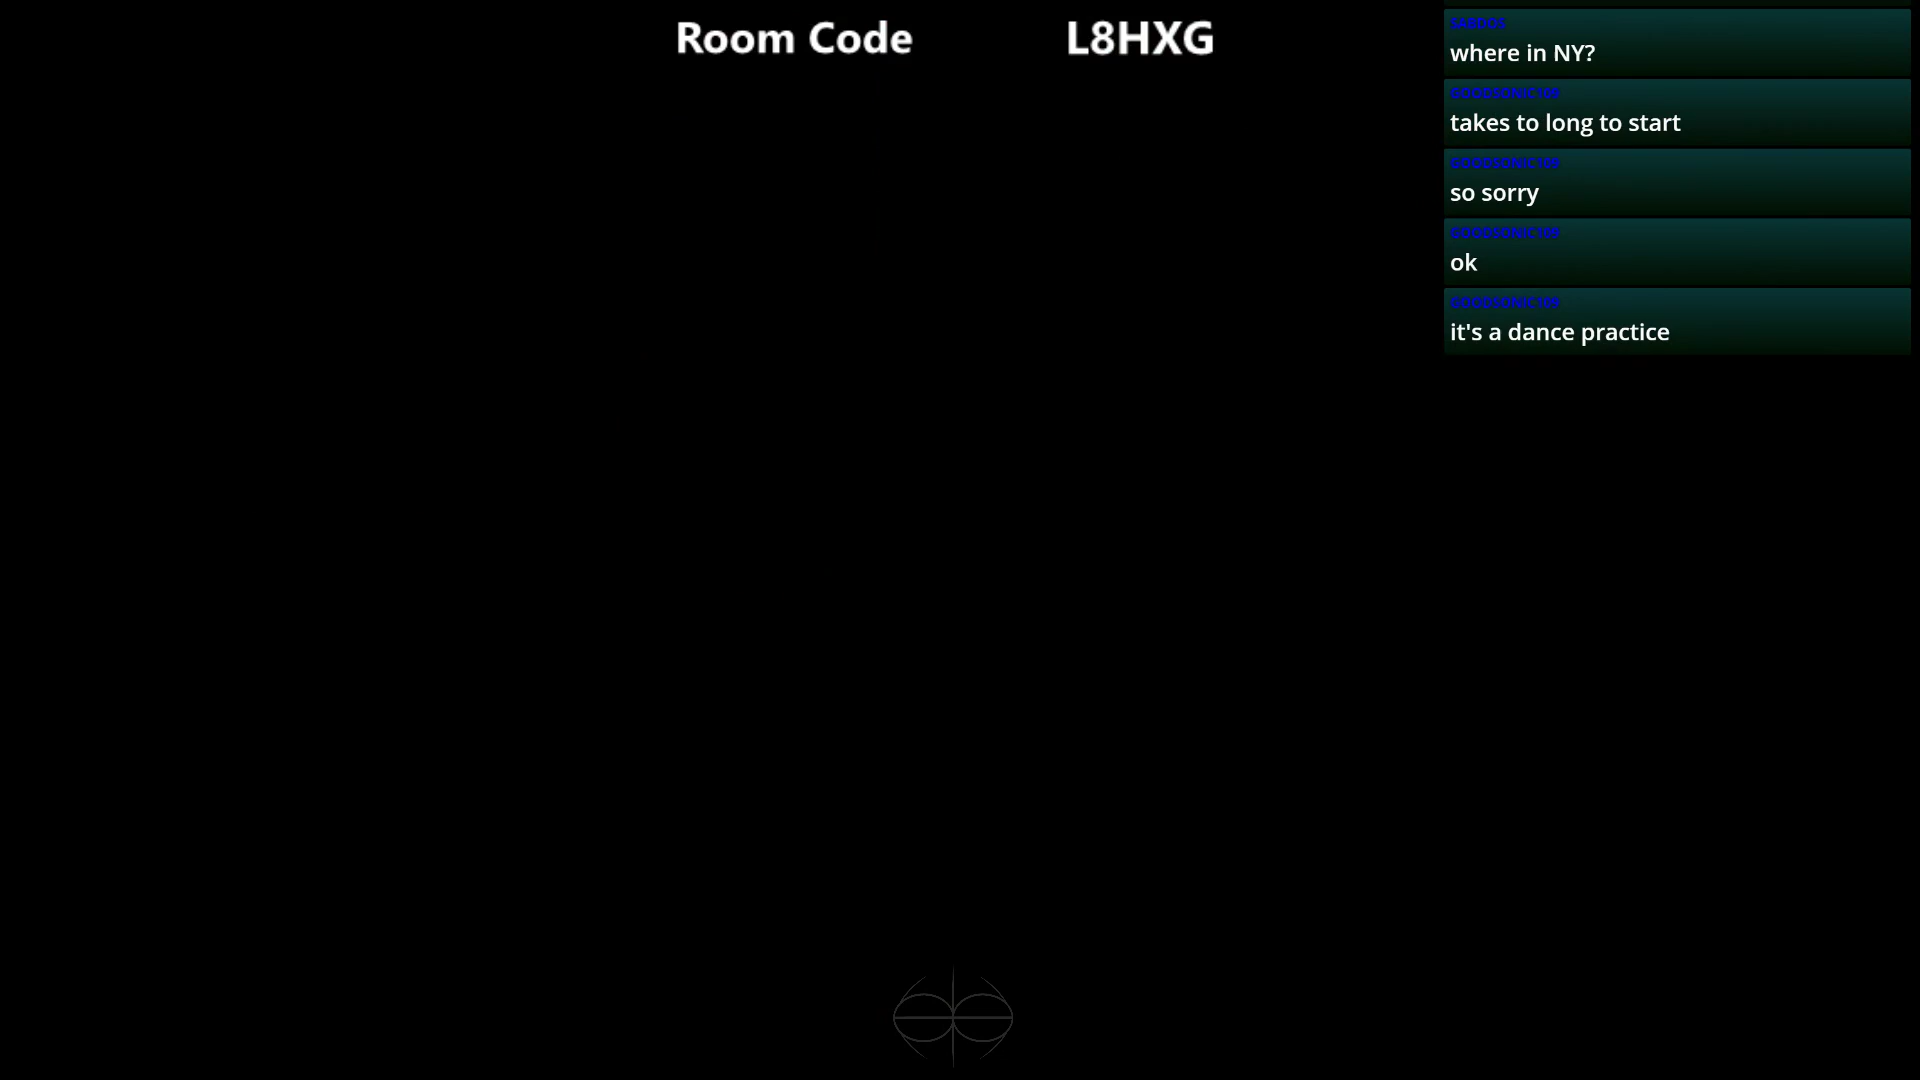 Room Code L8HXG
SARDOS
where in NY?
GOODSONIC109
takes to long to start
GOODSONIC109
so sorry
GOODSONIC109
ok
GOODSONIC109
it's a dance practice